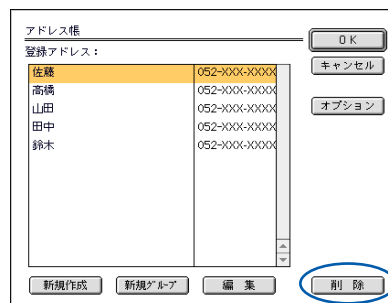 アドレス帳
登録アドレス：
佐藤 052-XXX-XXXX
高橋 052-XXX-XXXX
山田 052-XXX-XXXX
田中 052-XXX-XXXX
鈴木 052-XXX-XXXX
OK
キャンセル
オプション
新規作成 新規ｸﾞﾙｰﾌﾟ 編 集 削 除